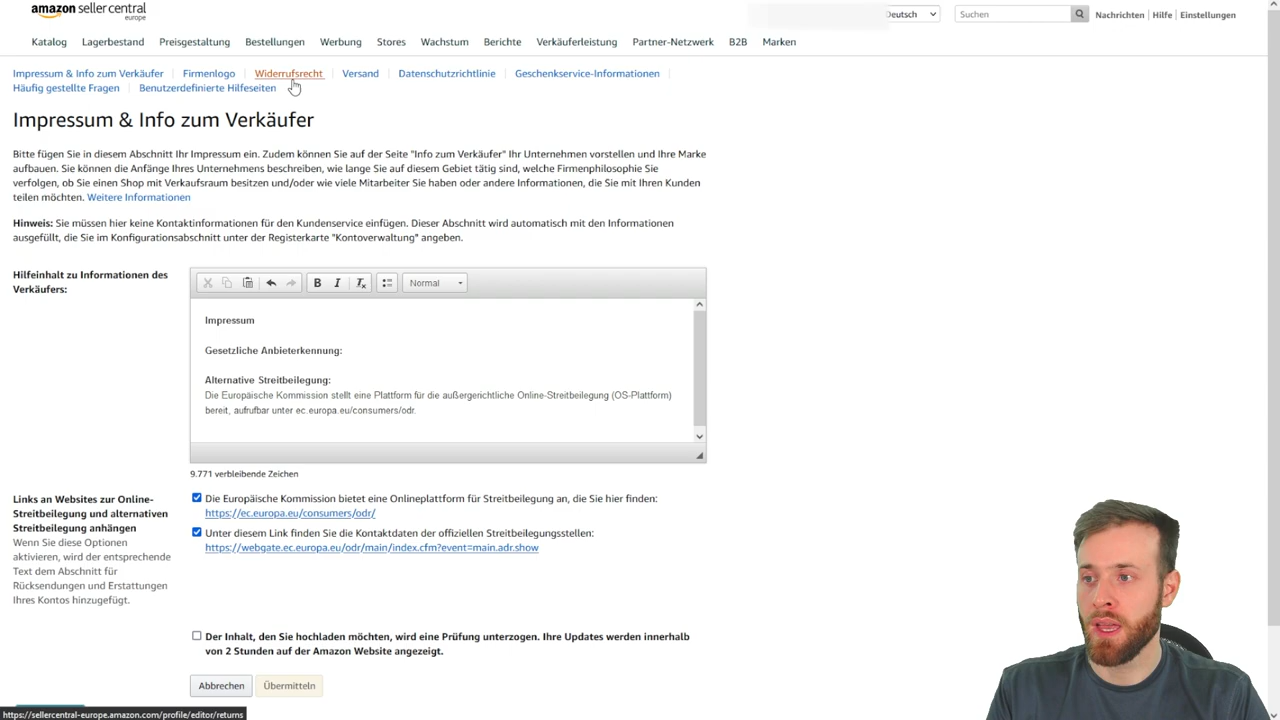 amazon seller central
europe
Deutsch
Suchen
Nachrichten | Hilfe | Einstellungen
Katalog Lagerbestand Preisgestaltung Bestellungen Werbung Stores Wachstum Berichte Verkäuferleistung Partner-Netzwerk B2B Marken
Impressum & Info zum Verkäufer | Firmenlogo | Widerrufsrecht | Versand | Datenschutzrichtlinie | Geschenkservice-Informationen |
Häufig gestellte Fragen | Benutzerdefinierte Hilfeseiten
Impressum & Info zum Verkäufer
Bitte fügen Sie in diesem Abschnitt Ihr Impressum ein. Zudem können Sie auf der Seite "Info zum Verkäufer" Ihr Unternehmen vorstellen und Ihre Marke
aufbauen. Sie können die Anfänge Ihres Unternehmens beschreiben, wie lange Sie auf diesem Gebiet tätig sind, welche Firmenphilosophie Sie
verfolgen, ob Sie einen Shop mit Verkaufsraum besitzen und/oder wie viele Mitarbeiter Sie haben oder andere Informationen, die Sie mit Ihren Kunden
teilen möchten. Weitere Informationen
Hinweis: Sie müssen hier keine Kontaktinformationen für den Kundenservice einfügen. Dieser Abschnitt wird automatisch mit den Informationen
ausgefüllt, die Sie im Konfigurationsabschnitt unter der Registerkarte "Kontoverwaltung" angeben.
Hilfeinhalt zu Informationen des
Verkäufers:
B I Tx Normal
Impressum
Gesetzliche Anbieterkennung:
Alternative Streitbeilegung:
Die Europäische Kommission stellt eine Plattform für die außergerichtliche Online-Streitbeilegung (OS-Plattform)
bereit, aufrufbar unter ec.europa.eu/consumers/odr.
9.771 verbleibende Zeichen
Links an Websites zur Online-
Streitbeilegung und alternativen
Streitbeilegung anhängen
Wenn Sie diese Optionen
aktivieren, wird der entsprechende
Text dem Abschnitt für
Rücksendungen und Erstattungen
Ihres Kontos hinzugefügt.
Die Europäische Kommission bietet eine Onlineplattform für Streitbeilegung an, die Sie hier finden:
https://ec.europa.eu/consumers/odr/
Unter diesem Link finden Sie die Kontaktdaten der offiziellen Streitbeilegungsstellen:
https://webgate.ec.europa.eu/odr/main/index.cfm?event=main.adr.show
Der Inhalt, den Sie hochladen möchten, wird eine Prüfung unterzogen. Ihre Updates werden innerhalb
von 2 Stunden auf der Amazon Website angezeigt.
Abbrechen Übermitteln
https://sellercentral-europe.amazon.com/profile/editor/returns